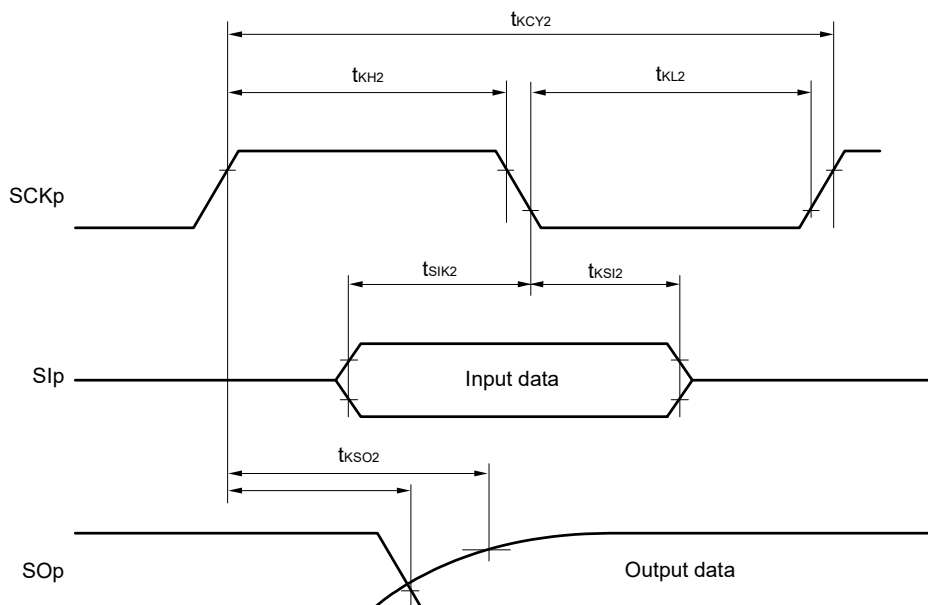 tKCY2
tKH2
tKL2
SCKp
tSIK2
tKSI2
SIp
Input data
tKSO2
SOp
Output data